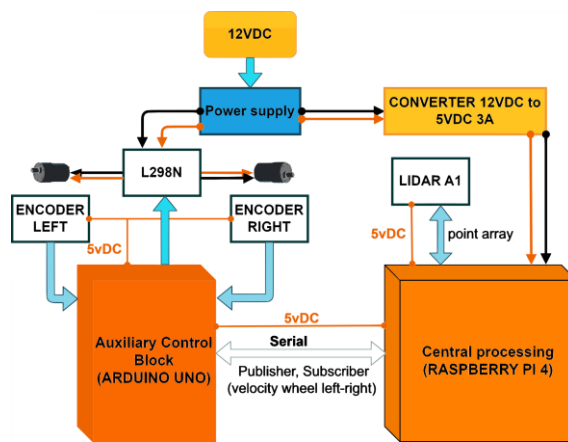 12VDC
Power supply
CONVERTER 12VDC to
5VDC 3A
L298N
LIDAR A1
ENCODER
LEFT
ENCODER
RIGHT
5vDC
5vDC
point array
5vDC
Auxiliary Control
Block
(ARDUINO UNO)
Serial
Publisher, Subscriber
(velocity wheel left-right)
Central processing
(RASPBERRY PI 4)